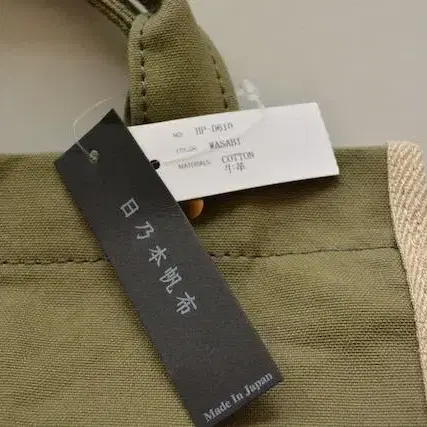 NO: HP-D610
COLOR: WASABI
MATERIALS: COTTON
牛革
日乃本帆布
Made In Japan